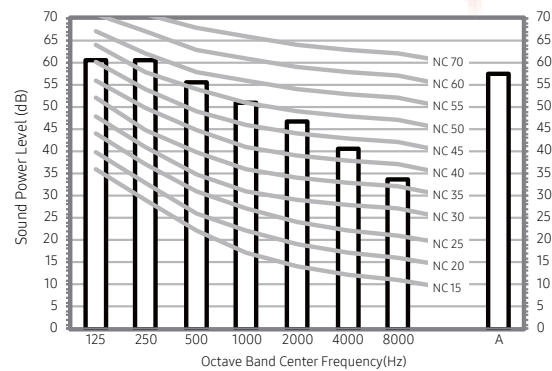 70 70
65 65
NC 70
60 60
NC 60
55 55
NC 55
50 50
NC 50
45 45
NC 45
40 40
NC 40
35 35
NC 35
30 30
NC 30
25 25
NC 25
20 20
NC 20
15 15
NC 15
10 10
5 5
0 0
Sound Power Level (dB)
125 250 500 1000 2000 4000 8000 A
Octave Band Center Frequency(Hz)